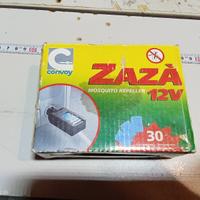 C
convoy
ZAZÀ
MOSQUITO REPELLER
12V
30